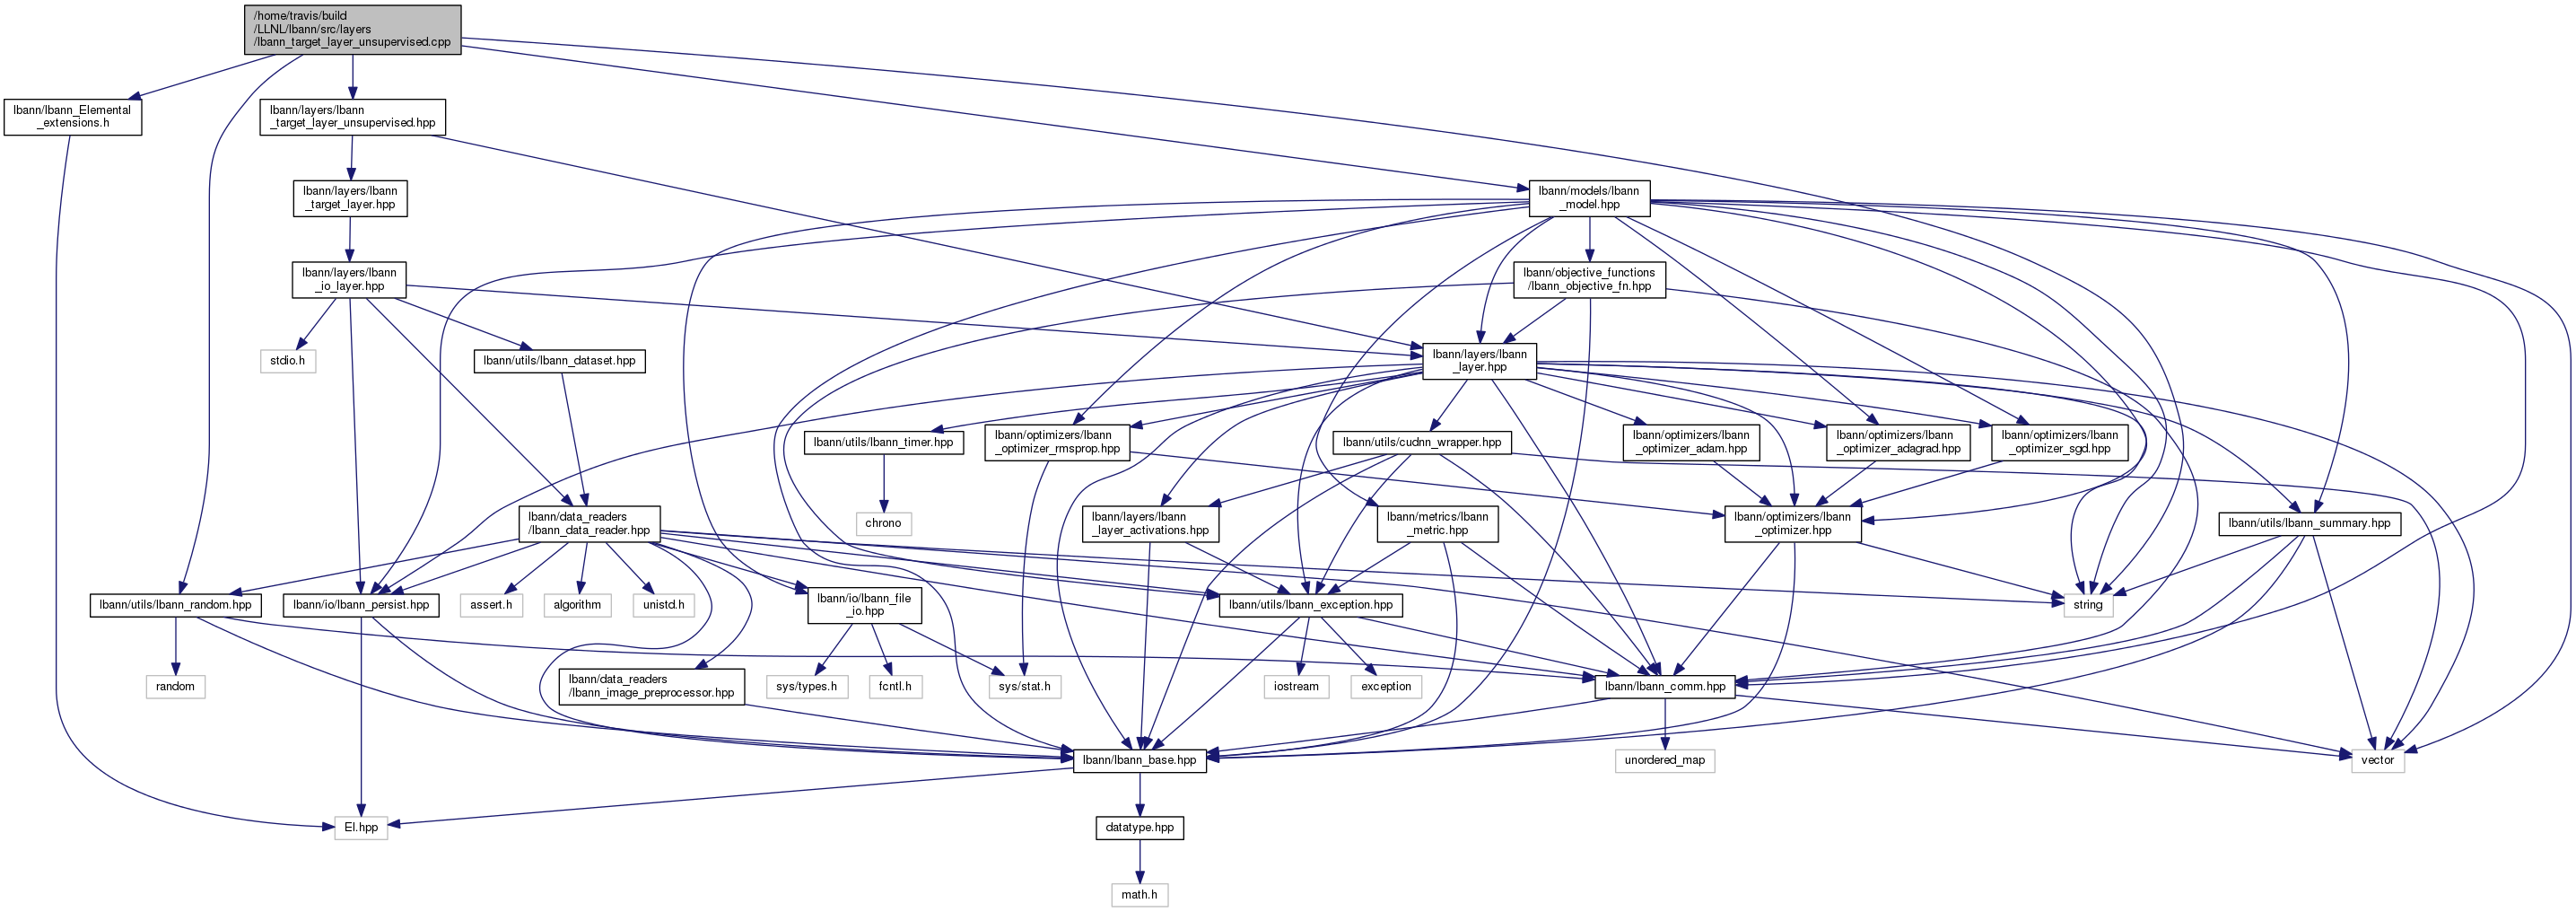 /home/travis/build
/LLNL/lbann/src/layers
/lbann_target_layer_unsupervised.cpp
lbann/lbann_Elemental
_extensions.h
lbann/layers/lbann
_target_layer_unsupervised.hpp
lbann/layers/lbann
_target_layer.hpp
lbann/models/lbann
_model.hpp
lbann/layers/lbann
_io_layer.hpp
lbann/objective_functions
/lbann_objective_fn.hpp
stdio.h
lbann/utils/lbann_dataset.hpp
lbann/layers/lbann
_layer.hpp
lbann/utils/lbann_timer.hpp
lbann/optimizers/lbann
_optimizer_rmsprop.hpp
lbann/utils/cudnn_wrapper.hpp
lbann/optimizers/lbann
_optimizer_adam.hpp
lbann/optimizers/lbann
_optimizer_adagrad.hpp
lbann/optimizers/lbann
_optimizer_sgd.hpp
lbann/data_readers
/lbann_data_reader.hpp
chrono
lbann/layers/lbann
_layer_activations.hpp
lbann/metrics/lbann
_metric.hpp
lbann/optimizers/lbann
_optimizer.hpp
lbann/utils/lbann_summary.hpp
lbann/utils/lbann_random.hpp
lbann/io/lbann_persist.hpp
assert.h
algorithm
unistd.h
lbann/io/lbann_file
_io.hpp
lbann/utils/lbann_exception.hpp
string
random
lbann/data_readers
/lbann_image_preprocessor.hpp
sys/types.h
fcntl.h
sys/stat.h
iostream
exception
lbann/lbann_comm.hpp
lbann/lbann_base.hpp
unordered_map
vector
El.hpp
datatype.hpp
math.h